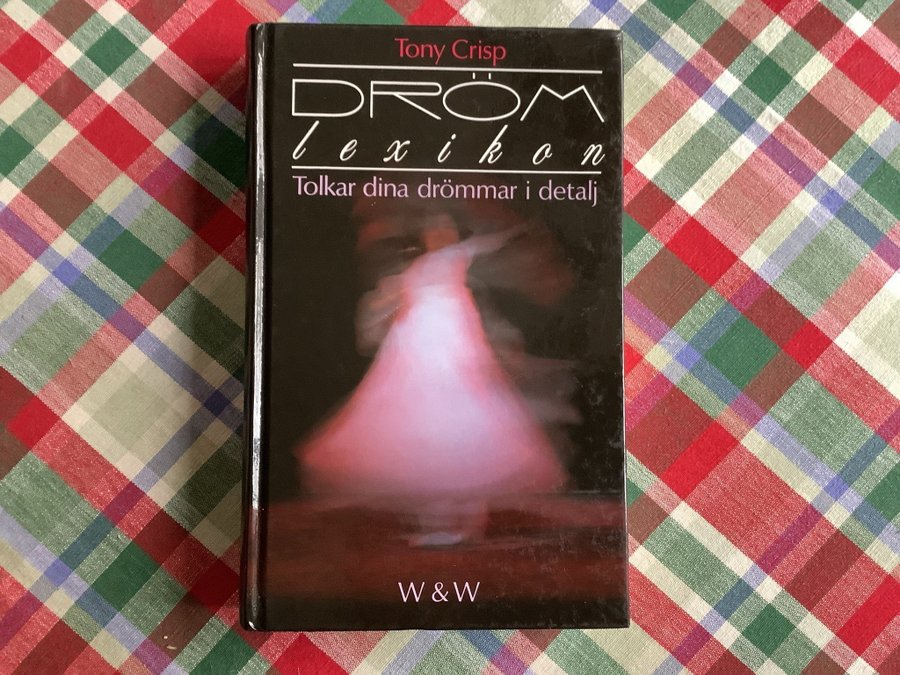 Tony Crisp
DRÖM
lexikon
Tolkar dina drömmar i detalj
W & W